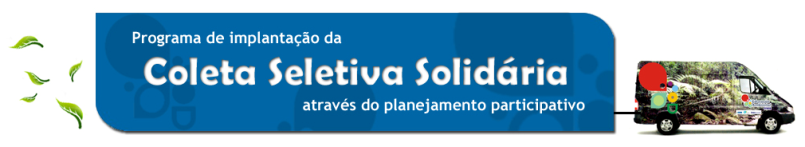 Programa de implantação da
Coleta Seletiva Solidária
através do planejamento participativo